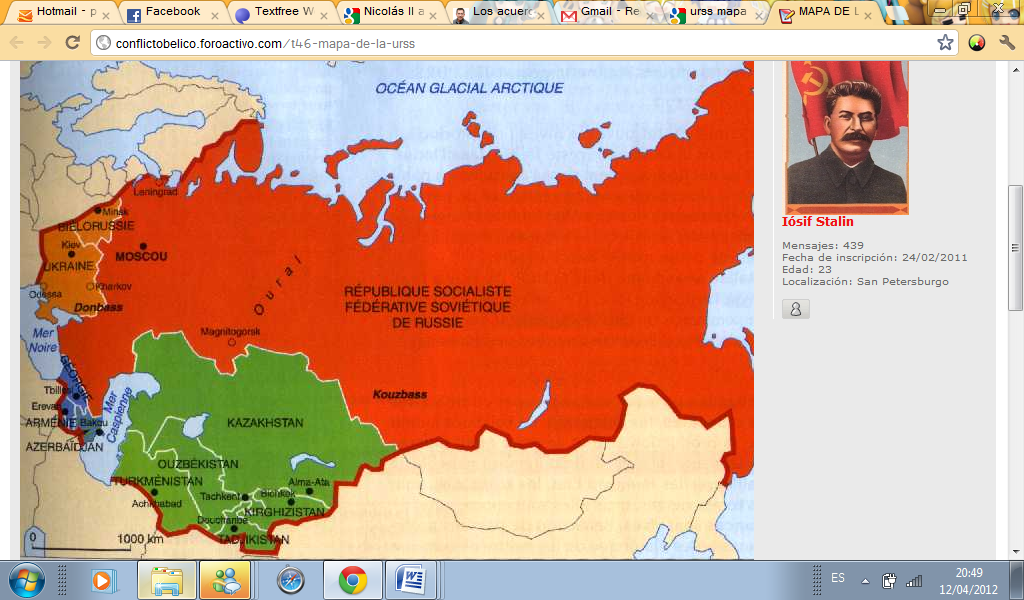 Hotmail - p
Facebook
Textfree W
Nicolás II a
Los acuerc
Gmail - Re
urss mapa
MAPA DE L
conflictobelico.foroactivo.com/t46-mapa-de-la-urss
OCÉAN GLACIAL ARCTIQUE
Leningrad
Minsk
BIÉLORUSSIE
Kiev
MOSCOU
UKRAINE
Kharkov
Odessa
Donbass
Oural
RÉPUBLIQUE SOCIALISTE
FÉDÉRATIVE SOVIÉTIQUE
DE RUSSIE
Mer
Noire
Magnitogorsk
GÉORGIE
Tbilissi
Erevan
ARMÉNIE
Bakou
AZERBAÏDJAN
Mer
Caspienne
Kouzbass
KAZAKHSTAN
OUZBÉKISTAN
TURKMÉNISTAN
Alma-Ata
Tachkent
Bichkek
Achkhabad
KIRGHIZISTAN
Douchanbe
TADJIKISTAN
0
1000 km
Iósif Stalin
Mensajes: 439
Fecha de inscripción: 24/02/2011
Edad: 23
Localización: San Petersburgo
ES
20:49
12/04/2012